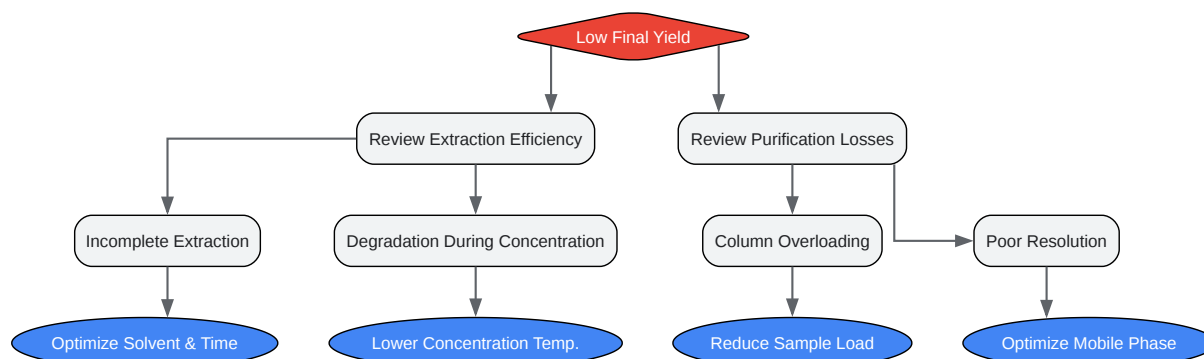 Low Final Yield
Review Extraction Efficiency
Review Purification Losses
Incomplete Extraction
Degradation During Concentration
Column Overloading
Poor Resolution
Optimize Solvent & Time
Lower Concentration Temp.
Reduce Sample Load
Optimize Mobile Phase